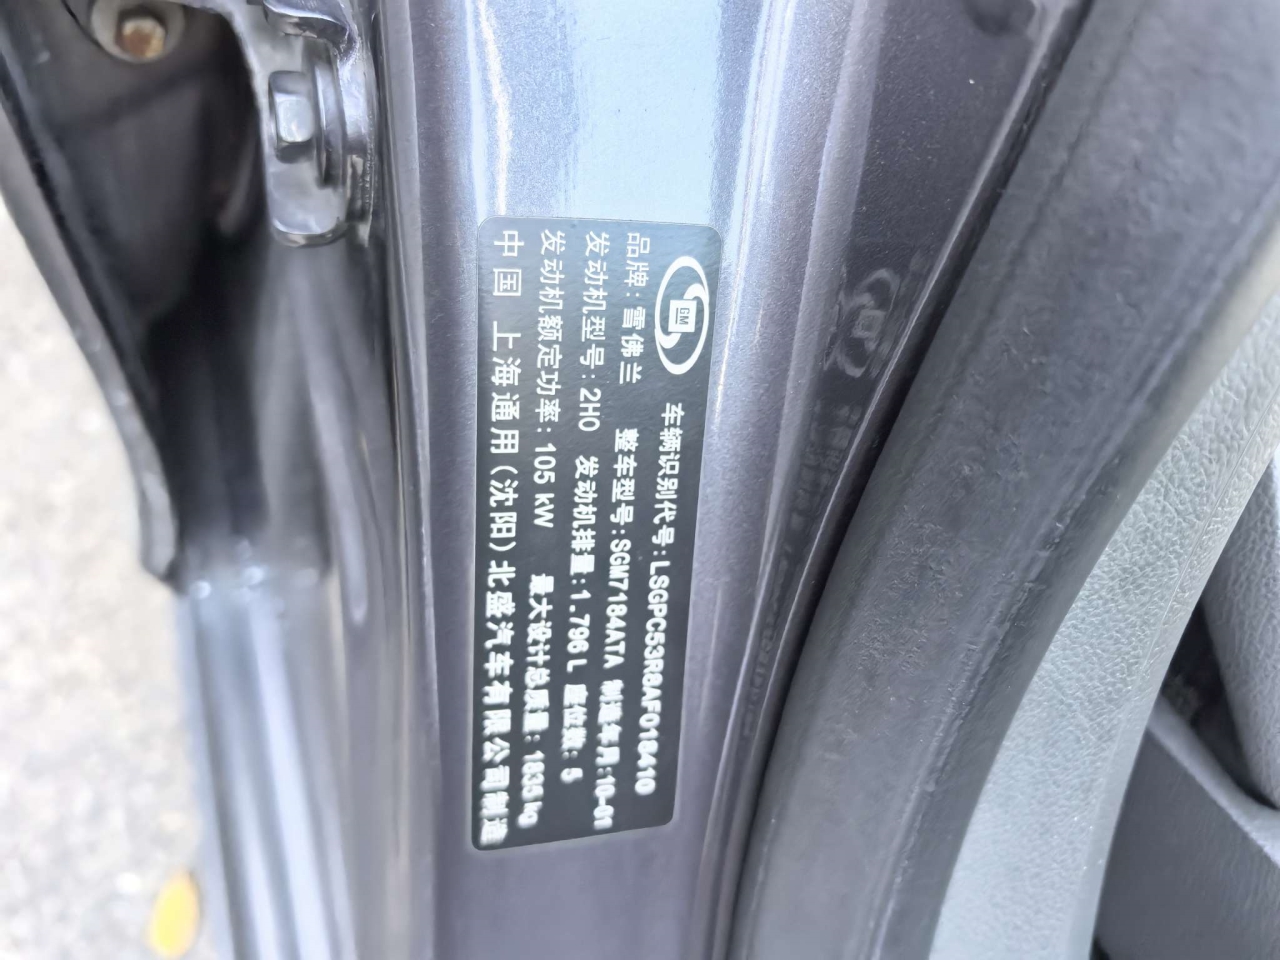 GM
车辆识别代号:LSGPC53R8AF018410
品牌:雪佛兰 整车型号:SGM7184ATA 制造年月:10-01
发动机型号:2H0 发动机排量:1.796L 座位数:5
发动机额定功率:105 kW 最大设计总质量:1835kg
中国 上海通用(沈阳)北盛汽车有限公司制造